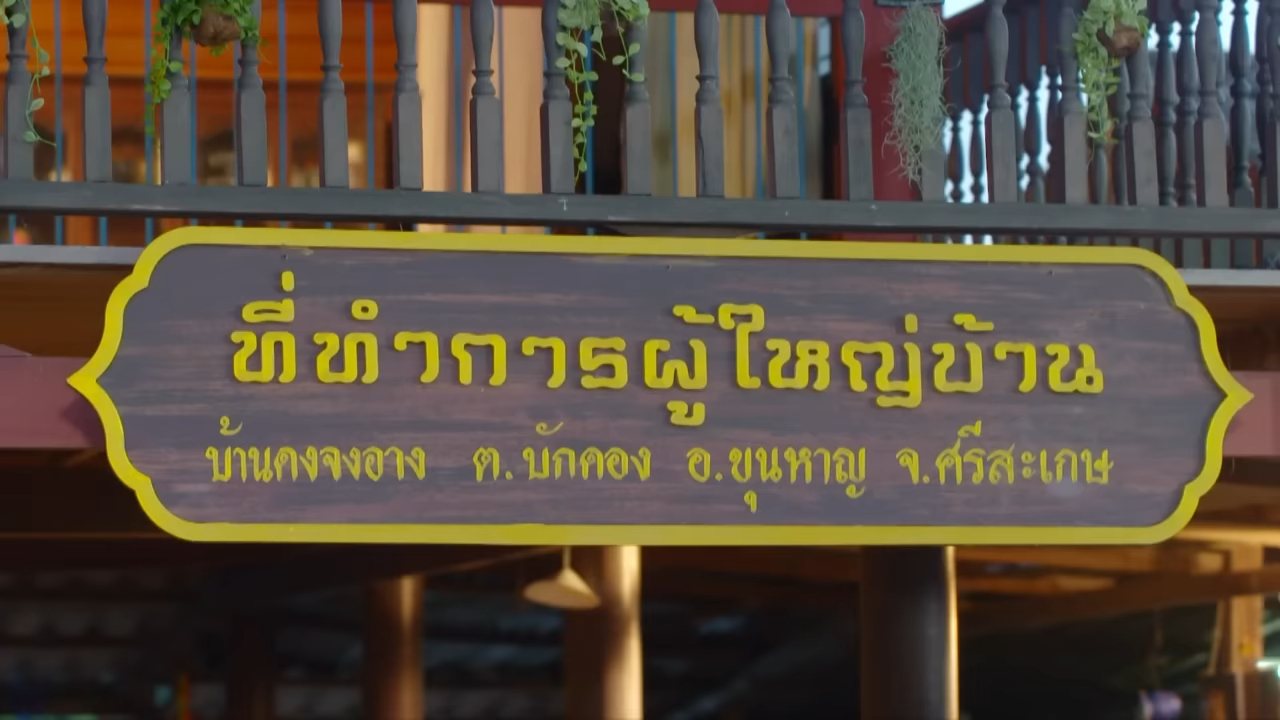 ที่ทำการผู้ใหญ่บ้าน
บ้านคงจงอาง ต.บักคอง อ.ขุนหาญ จ.ศรีสะเกษ